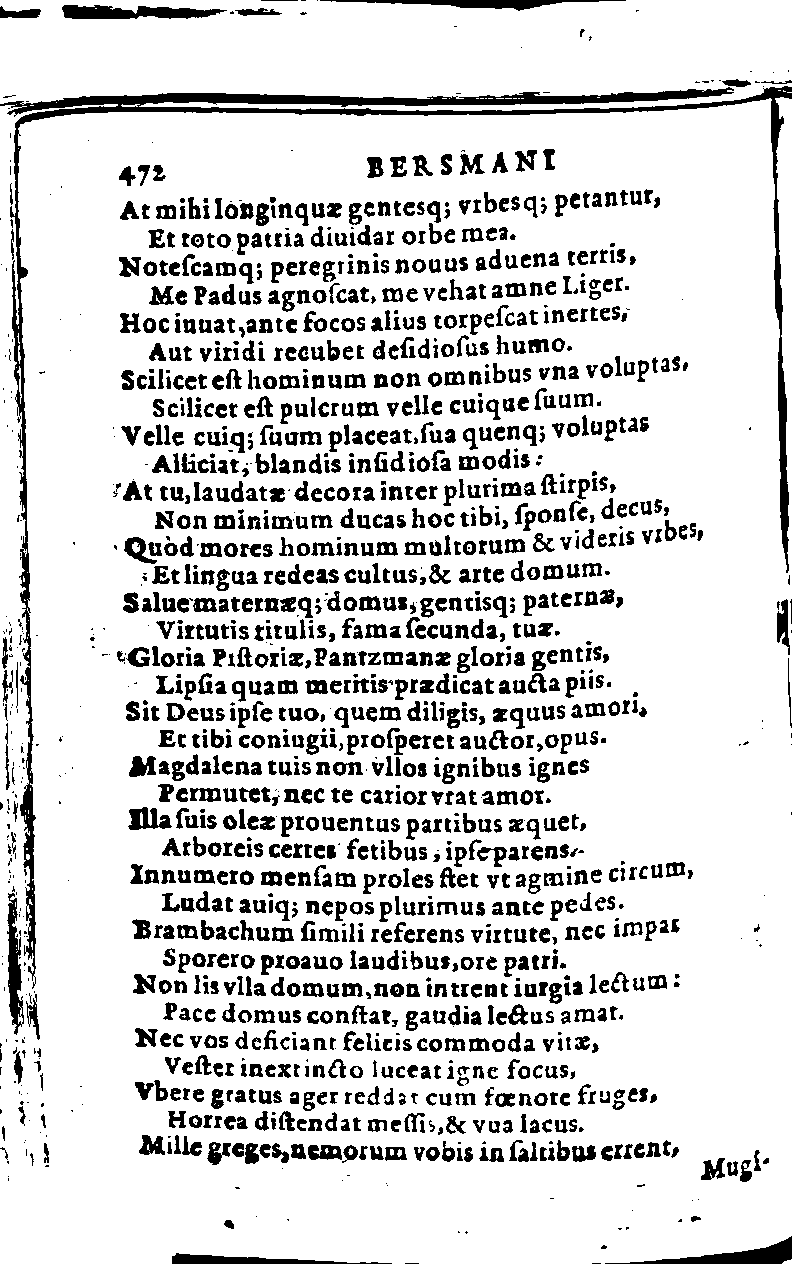 472 BERSMANI
At mihi longinquæ gentesq; vrbesq; petantur,
Et toto patria diuidar orbe mea.
Noteſcamq; peregrinis nouus aduena terris,
Me Padus agnoſcat, me vehat amne Liger.
Hoc iuuat, ante focos alius torpeſcat inertes,
Aut viridi recubet deſidioſus humo.
Scilicet eſt hominum non omnibus vna voluptas,
Scilicet eſt pulcrum velle cuique ſuum.
Velle cuiq; ſuum placeat, ſua quenq; voluptas
Alliciat, blandis inſidioſa modis:
At tu, laudatæ decora inter plurima ſtirpis,
Non minimum ducas hoc tibi, ſponſe, decus,
Quòd mores hominum multorum & videris vrbes,
Et lingua redeas cultus, & arte domum.
Salue maternæq; domus, gentisq; paternæ,
Virtutis titulis, fama ſecunda, tuæ.
Gloria Piſtoriæ, Pantzmanæ gloria gentis,
Lipſia quam meritis prædicat aucta piis.
Sit Deus ipſe tuo, quem diligis, æquus amori,
Et tibi coniugii, proſperet auctor, opus.
Magdalena tuis non vllos ignibus ignes
Permutet, nec te carior vrat amor.
Illa ſuis oleæ prouentus partibus æquet,
Arboreis certes fetibus, ipſe parens.
Innumero menſam proles ſtet vt agmine circum,
Ludat auiq; nepos plurimus ante pedes.
Brambachum ſimili referens virtute, nec impar
Sporero proauo laudibus, ore patri.
Non lis vlla domum, non intrent iurgia lectum:
Pace domus conſtat, gaudia lectus amat.
Nec vos deficiant felicis commoda vitæ,
Veſter inextincto luceat igne focus,
Vbere gratus ager reddat cum fœnore fruges,
Horrea diſtendat meſſis, & vua lacus.
Mille greges, nemorum vobis in ſaltibus errent,
Mugi-